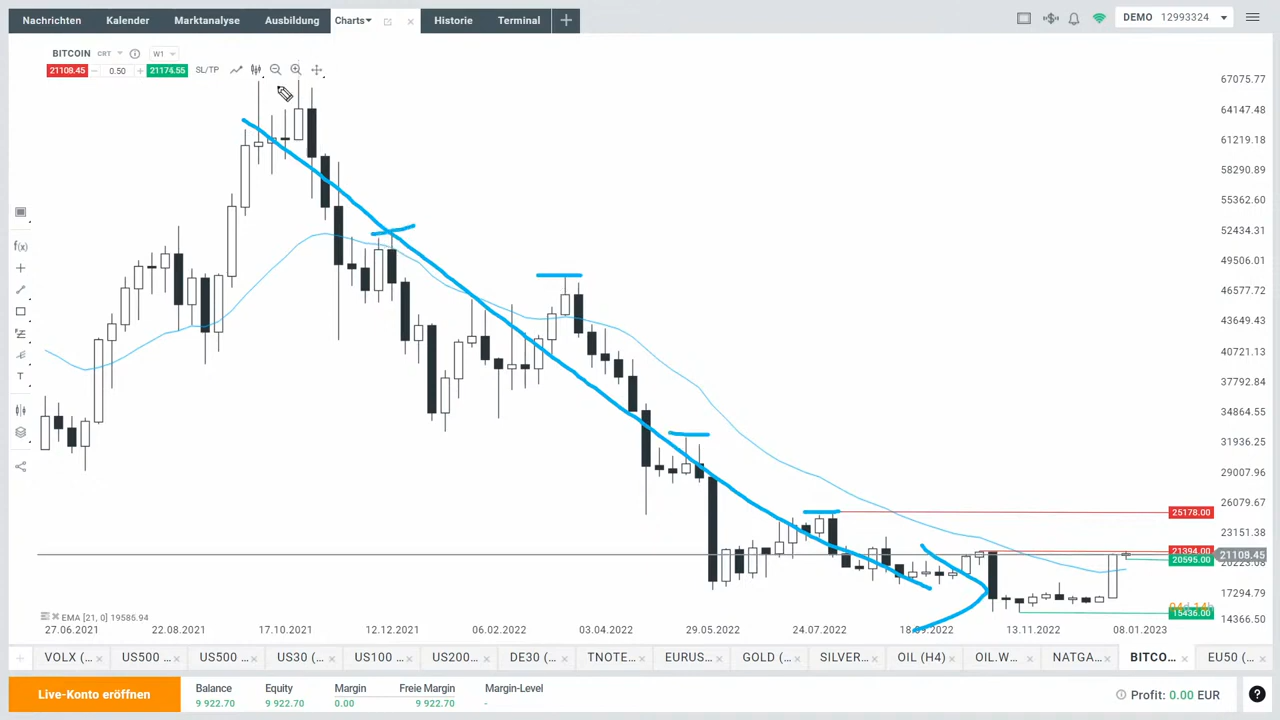 Nachrichten Kalender Marktanalyse Ausbildung Charts Historie Terminal
DEMO 12993324
BITCOIN CRT W1
21108.45 0.50 21174.55 SL/TP
67075.77
64147.48
61219.18
58290.89
55362.60
52434.31
49506.01
46577.72
43649.43
40721.13
37792.84
34864.55
31936.25
29007.96
26079.67
25178.00
23151.38
21394.00
21108.45
20595.00
20223.08
17294.79
15436.00
14366.50
f(x)
T
EMA [21, 0] 19586.94
27.06.2021 22.08.2021 17.10.2021 12.12.2021 06.02.2022 03.04.2022 29.05.2022 24.07.2022 18.09.2022 13.11.2022 08.01.2023
VOLX (... US500 ... US500 ... US30 (... US100 ... US200... DE30 (... TNOTE... EURUS... GOLD (... SILVER... OIL (H4) OIL.W... NATGA... BITCO... EU50 (...
Live-Konto eröffnen
Balance Equity Margin Freie Margin Margin-Level
9 922.70 9 922.70 0.00 9 922.70 -
Profit: 0.00 EUR